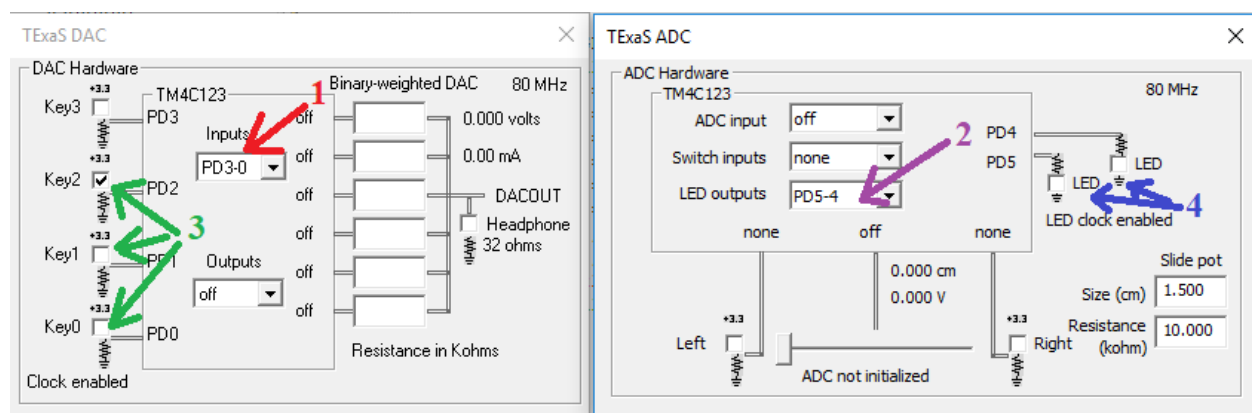 TExaS DAC
DAC Hardware
+3.3
Key3
TM4C123
PD3
Inputs
PD3-0
+3.3
Key2
PD2
3
+3.3
Key1
PD1
Outputs
off
+3.3
Key0
PD0
Clock enabled
Binary-weighted DAC 80 MHz
1
off
0.000 volts
off
0.00 mA
off
DACOUT
off
Headphone
32 ohms
off
off
Resistance in Kohms
TExaS ADC
ADC Hardware
TM4C123
80 MHz
ADC input off
2
PD4
Switch inputs none
PD5
LED
LED outputs PD5-4
LED
4
LED clock enabled
none off none
0.000 cm
0.000 V
Slide pot
Size (cm) 1.500
+3.3
Left
+3.3
Right
Resistance
(kohm)
10.000
ADC not initialized